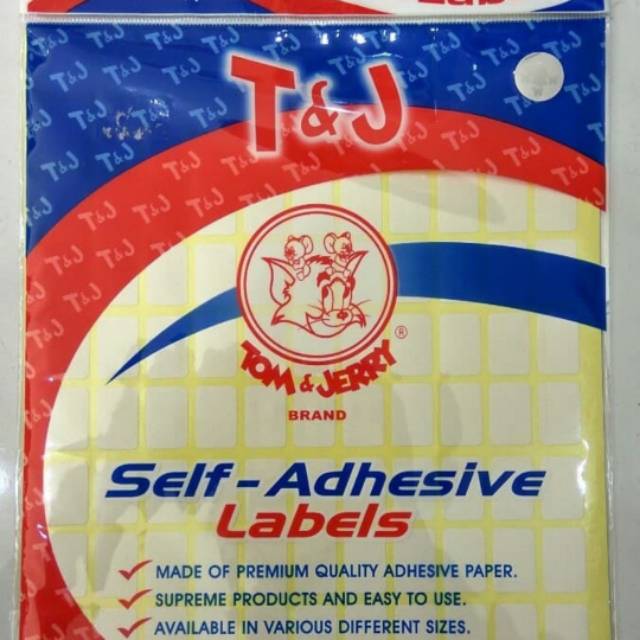 T&J
TOM & JERRY ®
BRAND
Self-Adhesive
Labels
MADE OF PREMIUM QUALITY ADHESIVE PAPER.
SUPREME PRODUCTS AND EASY TO USE.
AVAILABLE IN VARIOUS DIFFERENT SIZES.